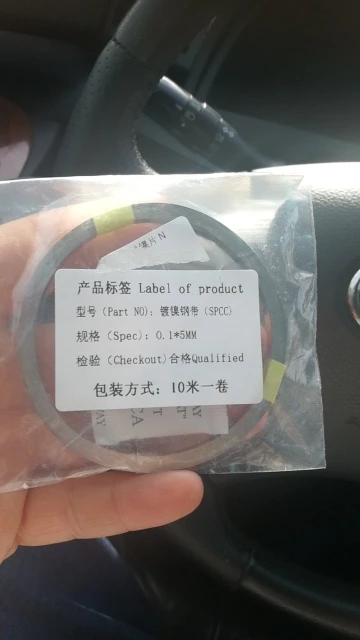 镍片 N
产品标签 Label of product
型号 (Part NO): 镀镍钢带 (SPCC)
规格 (Spec): 0.1*5MM
检验 (Checkout)合格Qualified
包装方式: 10米一卷